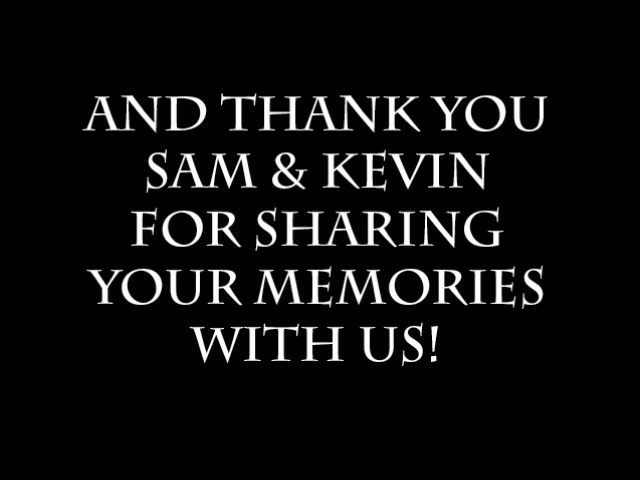 AND THANK YOU
SAM & KEVIN
FOR SHARING
YOUR MEMORIES
WITH US!